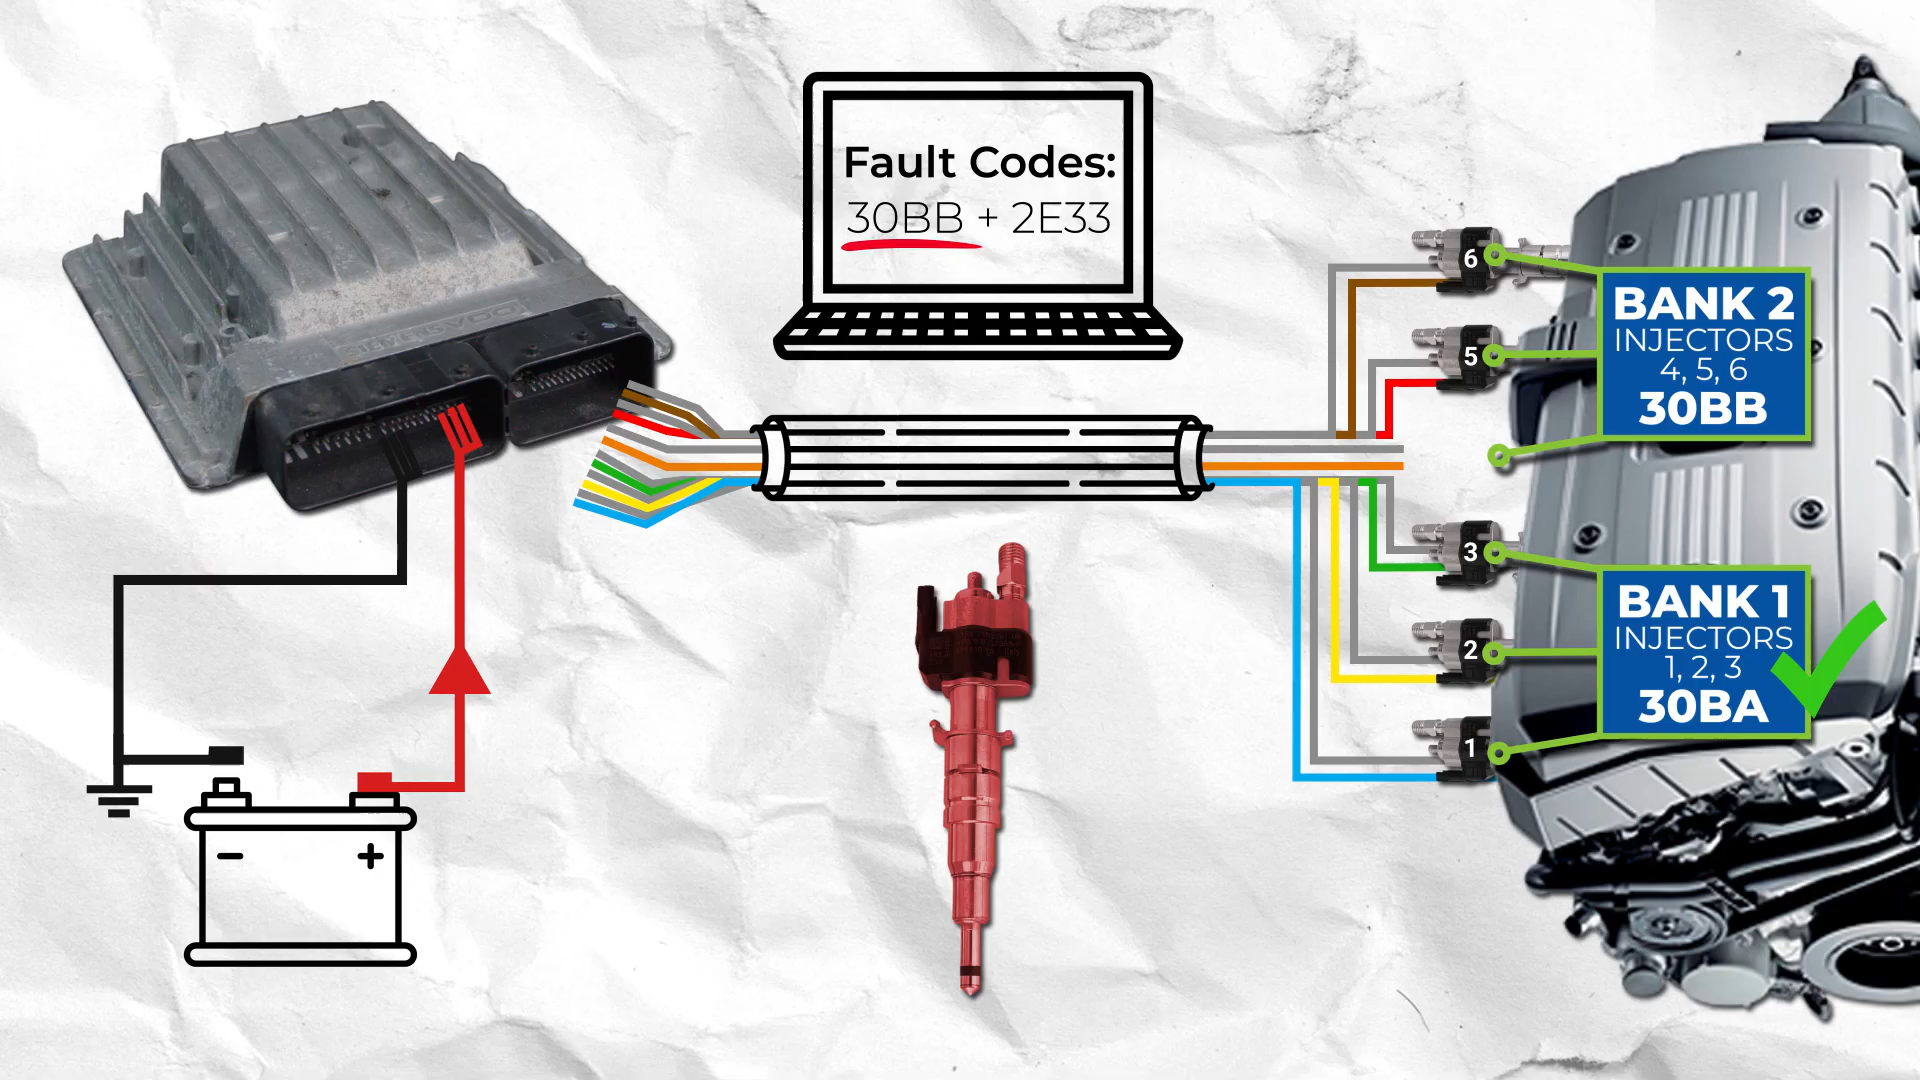 Fault Codes:
30BB + 2E33
6
5
3
2
1
BANK 2
INJECTORS
4, 5, 6
30BB
BANK 1
INJECTORS
1, 2, 3
30BA
- +